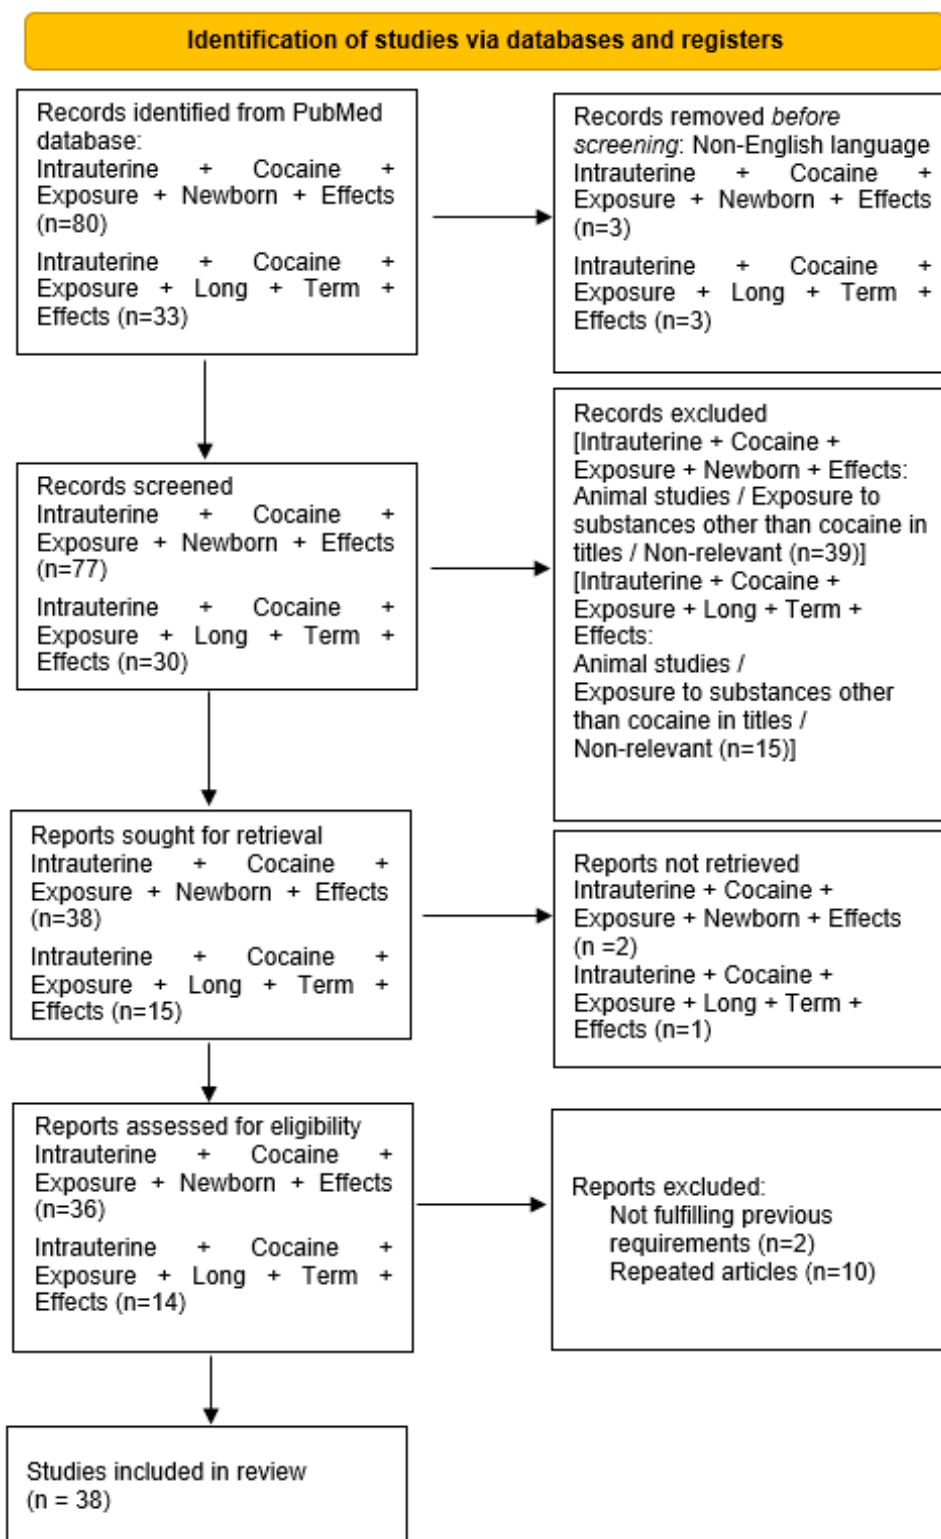 Identification of studies via databases and registers
Records identified from PubMed
database:
Intrauterine + Cocaine +
Exposure + Newborn + Effects
(n=80)
Intrauterine + Cocaine +
Exposure + Long + Term +
Effects (n=33)
Records removed before
screening: Non-English language
Intrauterine + Cocaine +
Exposure + Newborn + Effects
(n=3)
Intrauterine + Cocaine +
Exposure + Long + Term +
Effects (n=3)
Records screened
Intrauterine + Cocaine +
Exposure + Newborn + Effects
(n=77)
Intrauterine + Cocaine +
Exposure + Long + Term +
Effects (n=30)
Records excluded
[Intrauterine + Cocaine +
Exposure + Newborn + Effects:
Animal studies / Exposure to
substances other than cocaine in
titles / Non-relevant (n=39)]
[Intrauterine + Cocaine +
Exposure + Long + Term +
Effects:
Animal studies /
Exposure to substances other
than cocaine in titles /
Non-relevant (n=15)]
Reports sought for retrieval
Intrauterine + Cocaine +
Exposure + Newborn + Effects
(n=38)
Intrauterine + Cocaine +
Exposure + Long + Term +
Effects (n=15)
Reports not retrieved
Intrauterine + Cocaine +
Exposure + Newborn + Effects
(n =2)
Intrauterine + Cocaine +
Exposure + Long + Term +
Effects (n=1)
Reports assessed for eligibility
Intrauterine + Cocaine +
Exposure + Newborn + Effects
(n=36)
Intrauterine + Cocaine +
Exposure + Long + Term +
Effects (n=14)
Reports excluded:
Not fulfilling previous
requirements (n=2)
Repeated articles (n=10)
Studies included in review
(n = 38)